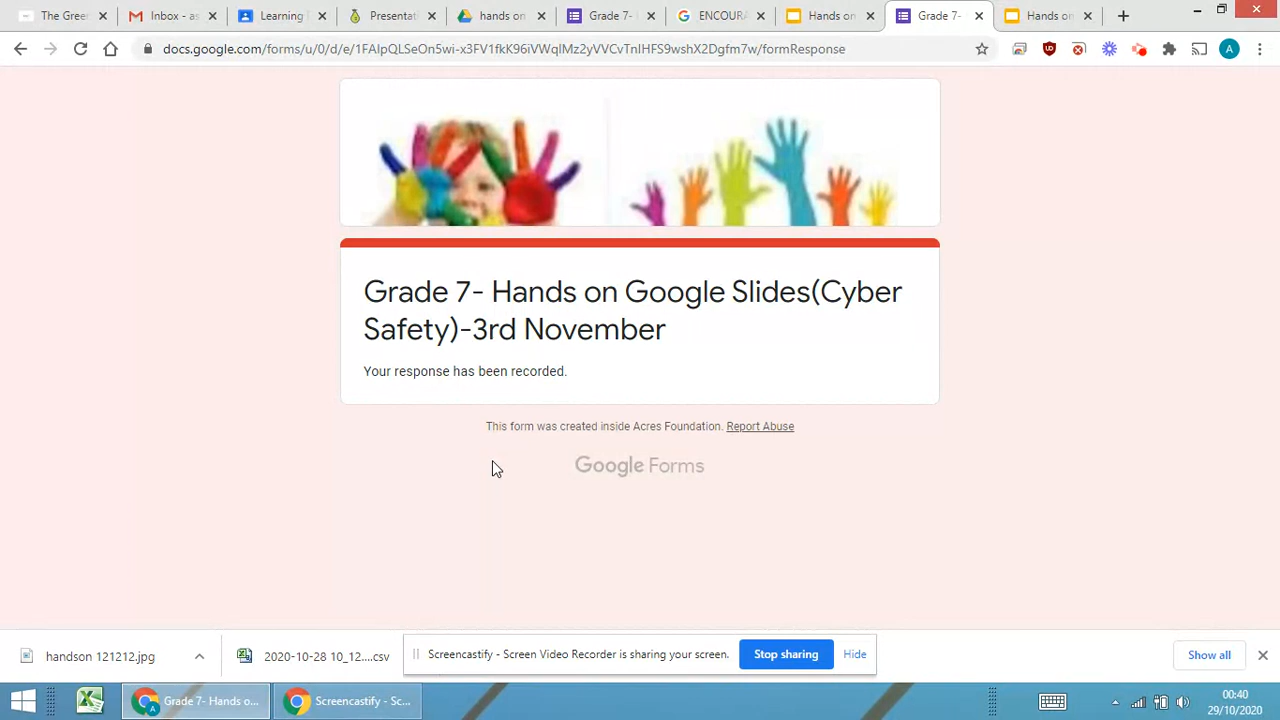 The Gree
Inbox - a
Learning
Presentat
hands on
Grade 7-
ENCOUR
Hands on
Grade 7-
Hands on
docs.google.com/forms/u/0/d/e/1FAIpQLSeOn5wi-x3FV1fkK96iVWqIMz2yVVCvTnIHFS9wshX2Dgfm7w/formResponse
A
Grade 7- Hands on Google Slides(Cyber
Safety)-3rd November
Your response has been recorded.
This form was created inside Acres Foundation. Report Abuse
Google Forms
handson 121212.jpg
2020-10-28 10_12....csv
Screencastify - Screen Video Recorder is sharing your screen.
Stop sharing
Hide
Show all
Grade 7- Hands o...
Screencastify - Sc...
00:40
29/10/2020